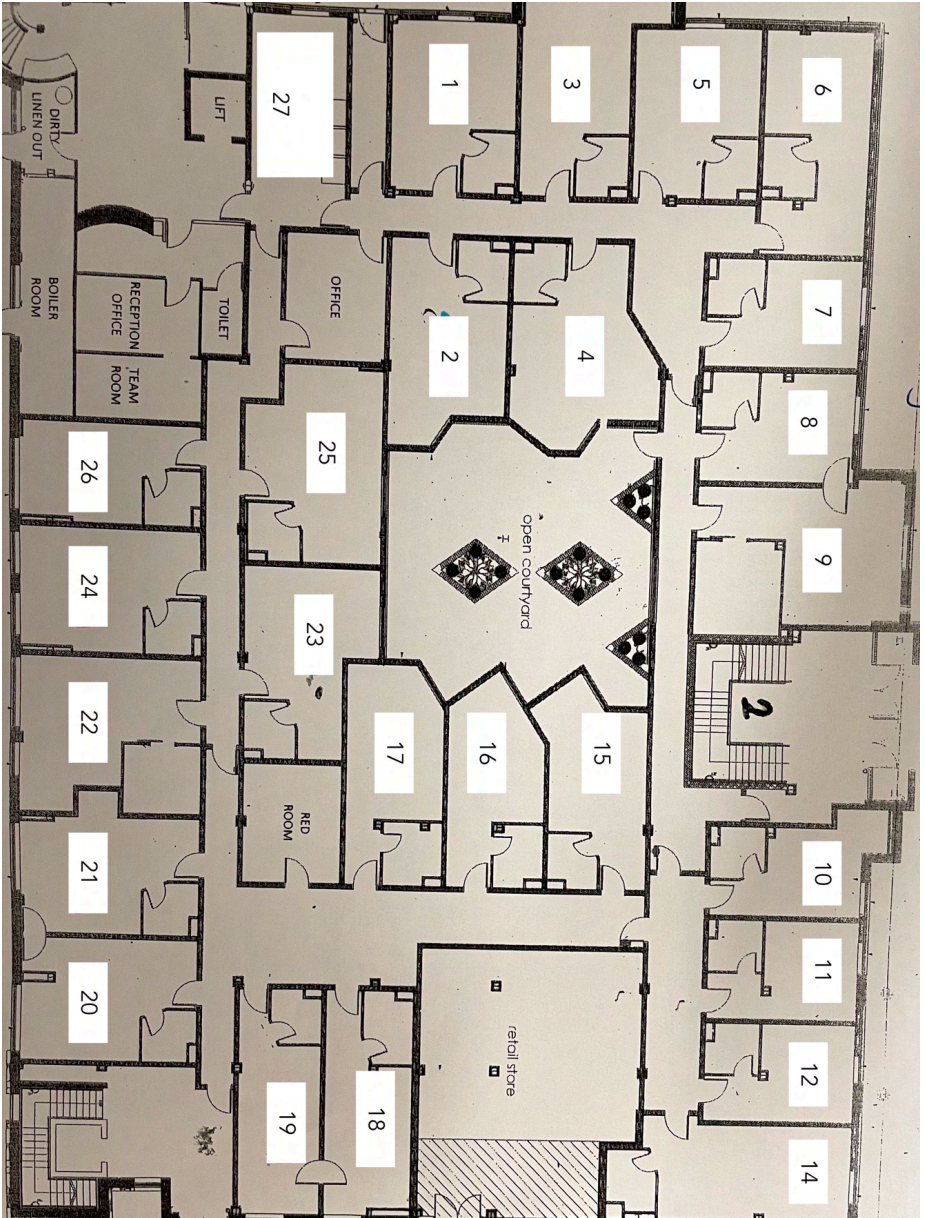 27
1
3
5
6
LIFT
DIRTY
LINEN OUT
BOILER
ROOM
RECEPTION
OFFICE
TOILET
OFFICE
TEAM
ROOM
2
4
7
8
25
26
open courtyard
9
24
23
22
17
16
15
2
RED
ROOM
21
10
11
20
retail store
12
19
18
14